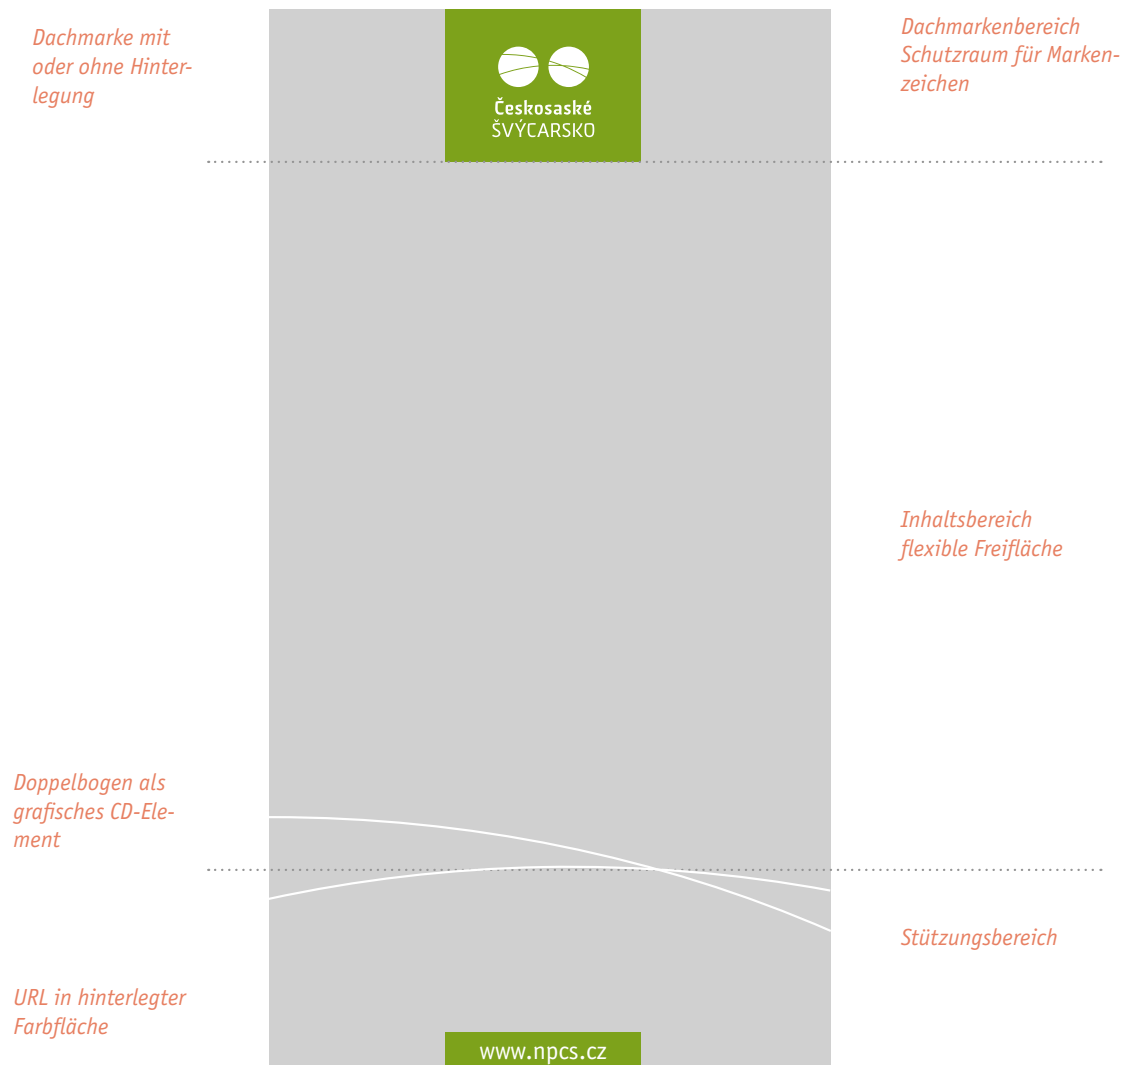 Dachmarke mit
oder ohne Hinter-
legung
Českosaské
ŠVÝCARSKO
Dachmarkenbereich
Schutzraum für Marken-
zeichen
Inhaltsbereich
flexible Freifläche
Doppelbogen als
grafisches CD-Ele-
ment
Stützungsbereich
URL in hinterlegter
Farbfläche
www.npcs.cz